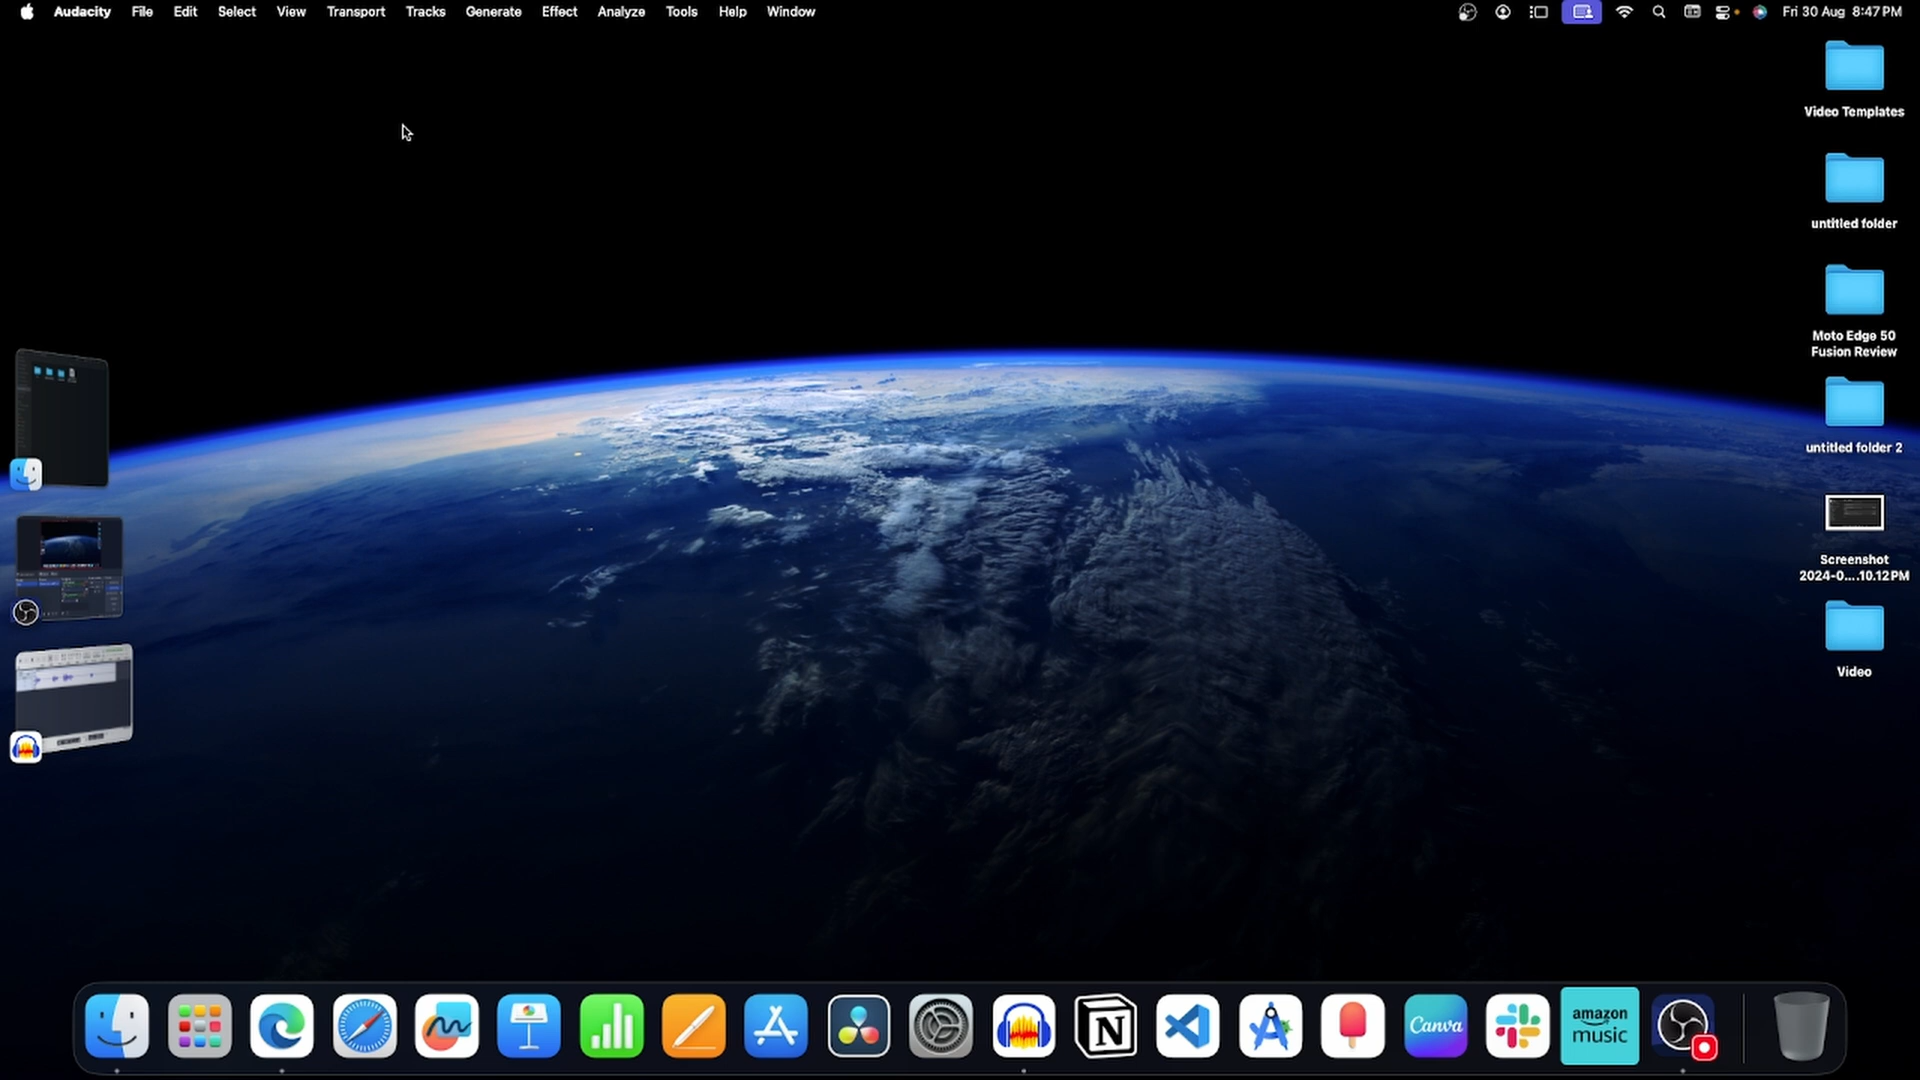 Audacity File Edit Select View Transport Tracks Generate Effect Analyze Tools Help Window Fri 30 Aug 8:47 PM
Video Templates
untitled folder
Moto Edge 50
Fusion Review
untitled folder 2
Screenshot
2024-0....10.12 PM
Video
N
Canva
amazon
music